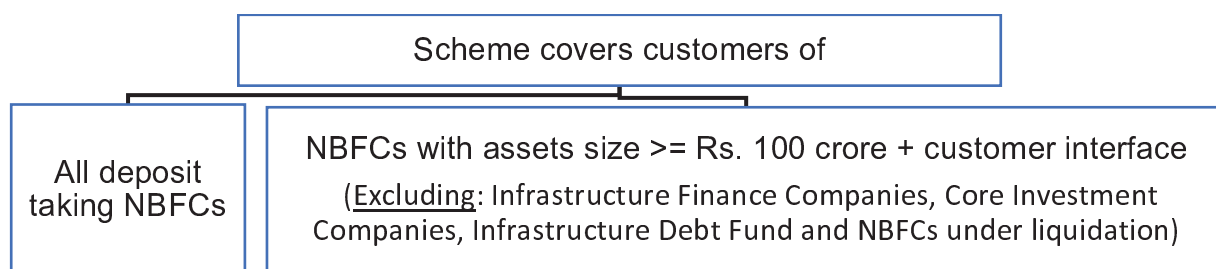 Scheme covers customers of
All deposit
taking NBFCs
NBFCs with assets size >= Rs. 100 crore + customer interface
(Excluding: Infrastructure Finance Companies, Core Investment
Companies, Infrastructure Debt Fund and NBFCs under liquidation)